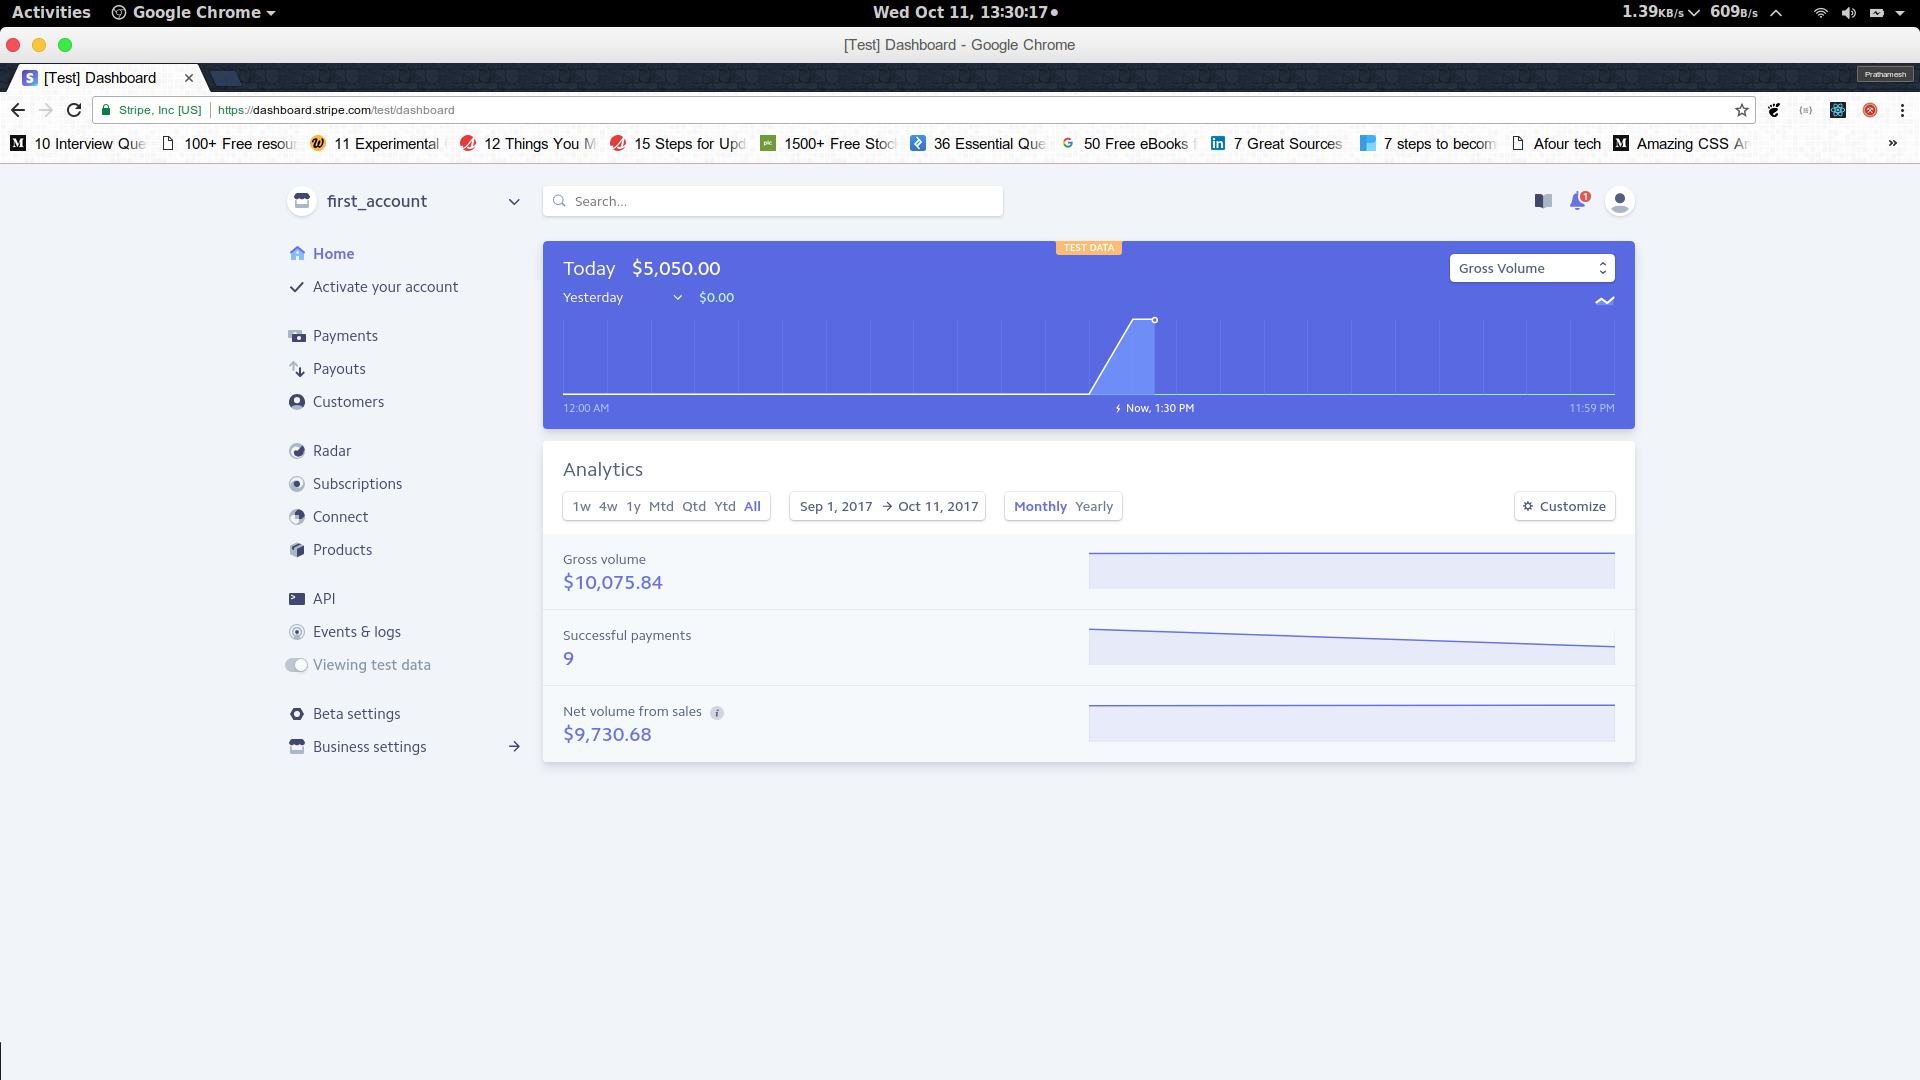 Activities Google Chrome Wed Oct 11, 13:30:17 1.39KB/s 609B/s
[Test] Dashboard - Google Chrome
[Test] Dashboard Prathamesh
Stripe, Inc [US] https://dashboard.stripe.com/test/dashboard
10 Interview Que 100+ Free resou 11 Experimental 12 Things You M 15 Steps for Upd 1500+ Free Stoc 36 Essential Que 50 Free eBooks 7 Great Sources 7 steps to becom Afour tech Amazing CSS An »
first_account Search... 1
Home
Activate your account
Payments
Payouts
Customers
Radar
Subscriptions
Connect
Products
API
Events & logs
Viewing test data
Beta settings
Business settings
TEST DATA
Today $5,050.00 Gross Volume
Yesterday $0.00
12:00 AM Now, 1:30 PM 11:59 PM
Analytics
1w 4w 1y Mtd Qtd Ytd All Sep 1, 2017 → Oct 11, 2017 Monthly Yearly Customize
Gross volume
$10,075.84
Successful payments
9
Net volume from sales i
$9,730.68